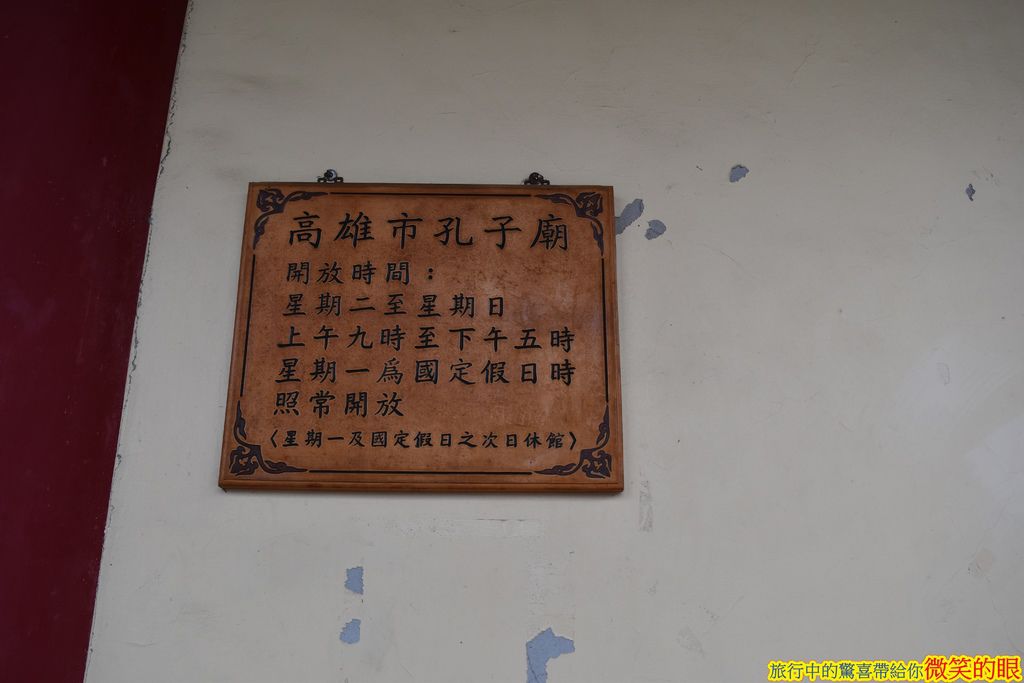 高雄市孔子廟
開放時間：
星期二至星期日
上午九時至下午五時
星期一為國定假日時
照常開放
〈星期一及國定假日之次日休館〉
旅行中的驚喜帶給你微笑的眼